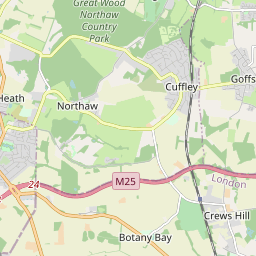 Great Wood
Northaw
Country
Park
Cuffley
Goffs
Heath
Northaw
24
M25
London
Crews Hill
Botany Bay